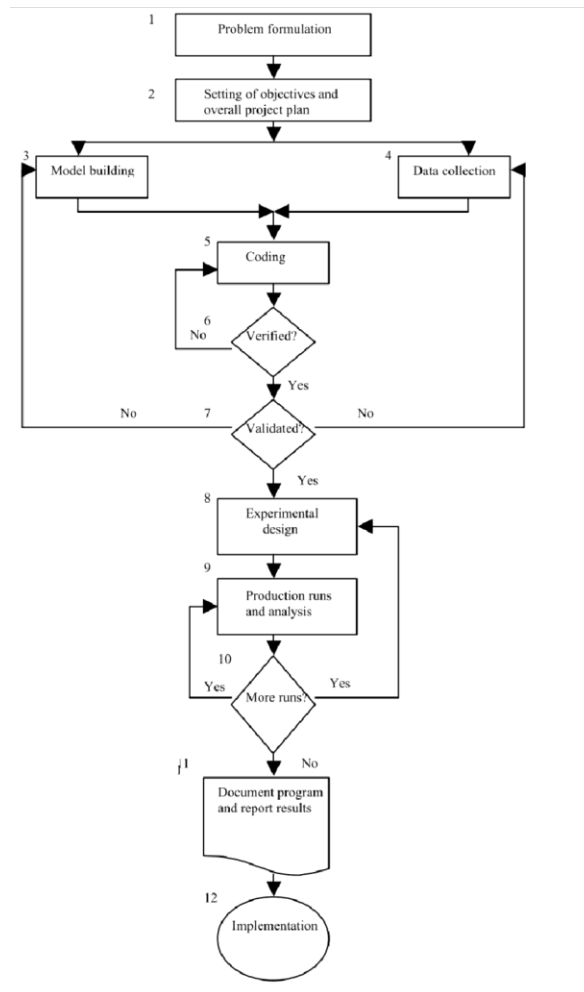 1
Problem formulation
2
Setting of objectives and
overall project plan
3
Model building
4
Data collection
5
Coding
6
No
Verified?
Yes
No
7
Validated?
No
Yes
8
Experimental
design
9
Production runs
and analysis
10
Yes
More runs?
Yes
No
11
Document program
and report results
12
Implementation